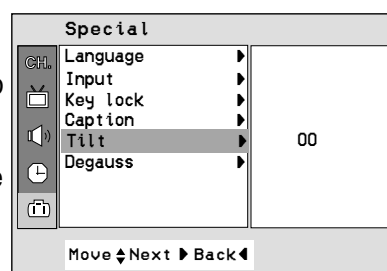 Special
CH.
Language
Input
Key lock
Caption
Tilt
00
Degauss
Move Next Back